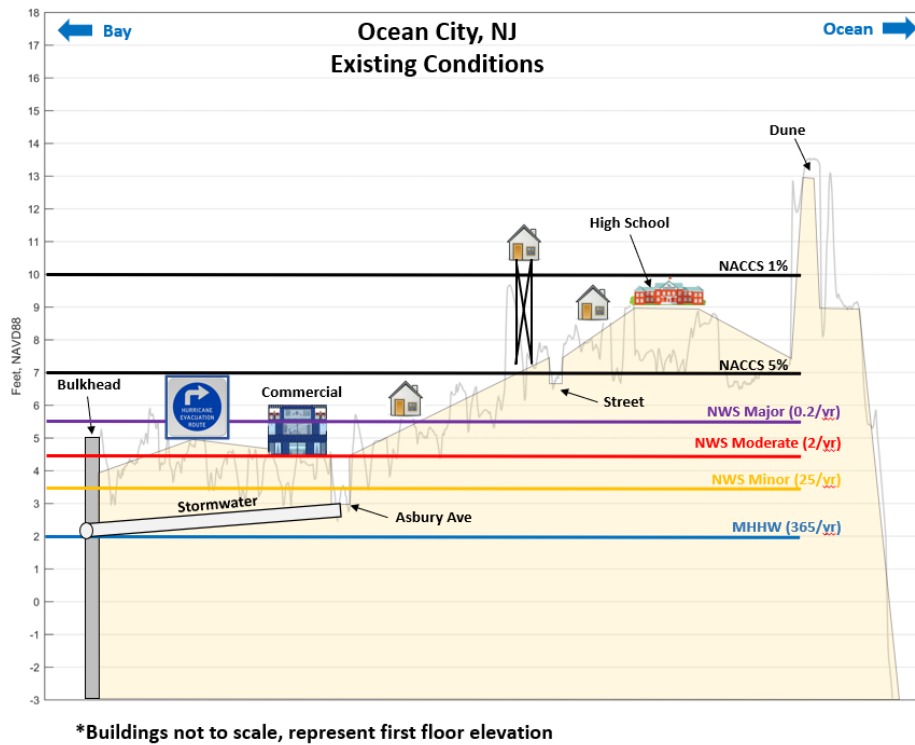 Ocean City, NJ
Existing Conditions
Bay
Ocean
Feet, NAVD88
18
17
16
15
14
13
12
11
10
9
8
7
6
5
4
3
2
1
0
-1
-2
-3
Dune
High School
NACCS 1%
NACCS 5%
Bulkhead
HURRICANE
EVACUATION
ROUTE
Commercial
Street
NWS Major (0.2/yr)
NWS Moderate (2/yr)
NWS Minor (25/yr)
Stormwater
Asbury Ave
MHHW (365/yr)
*Buildings not to scale, represent first floor elevation